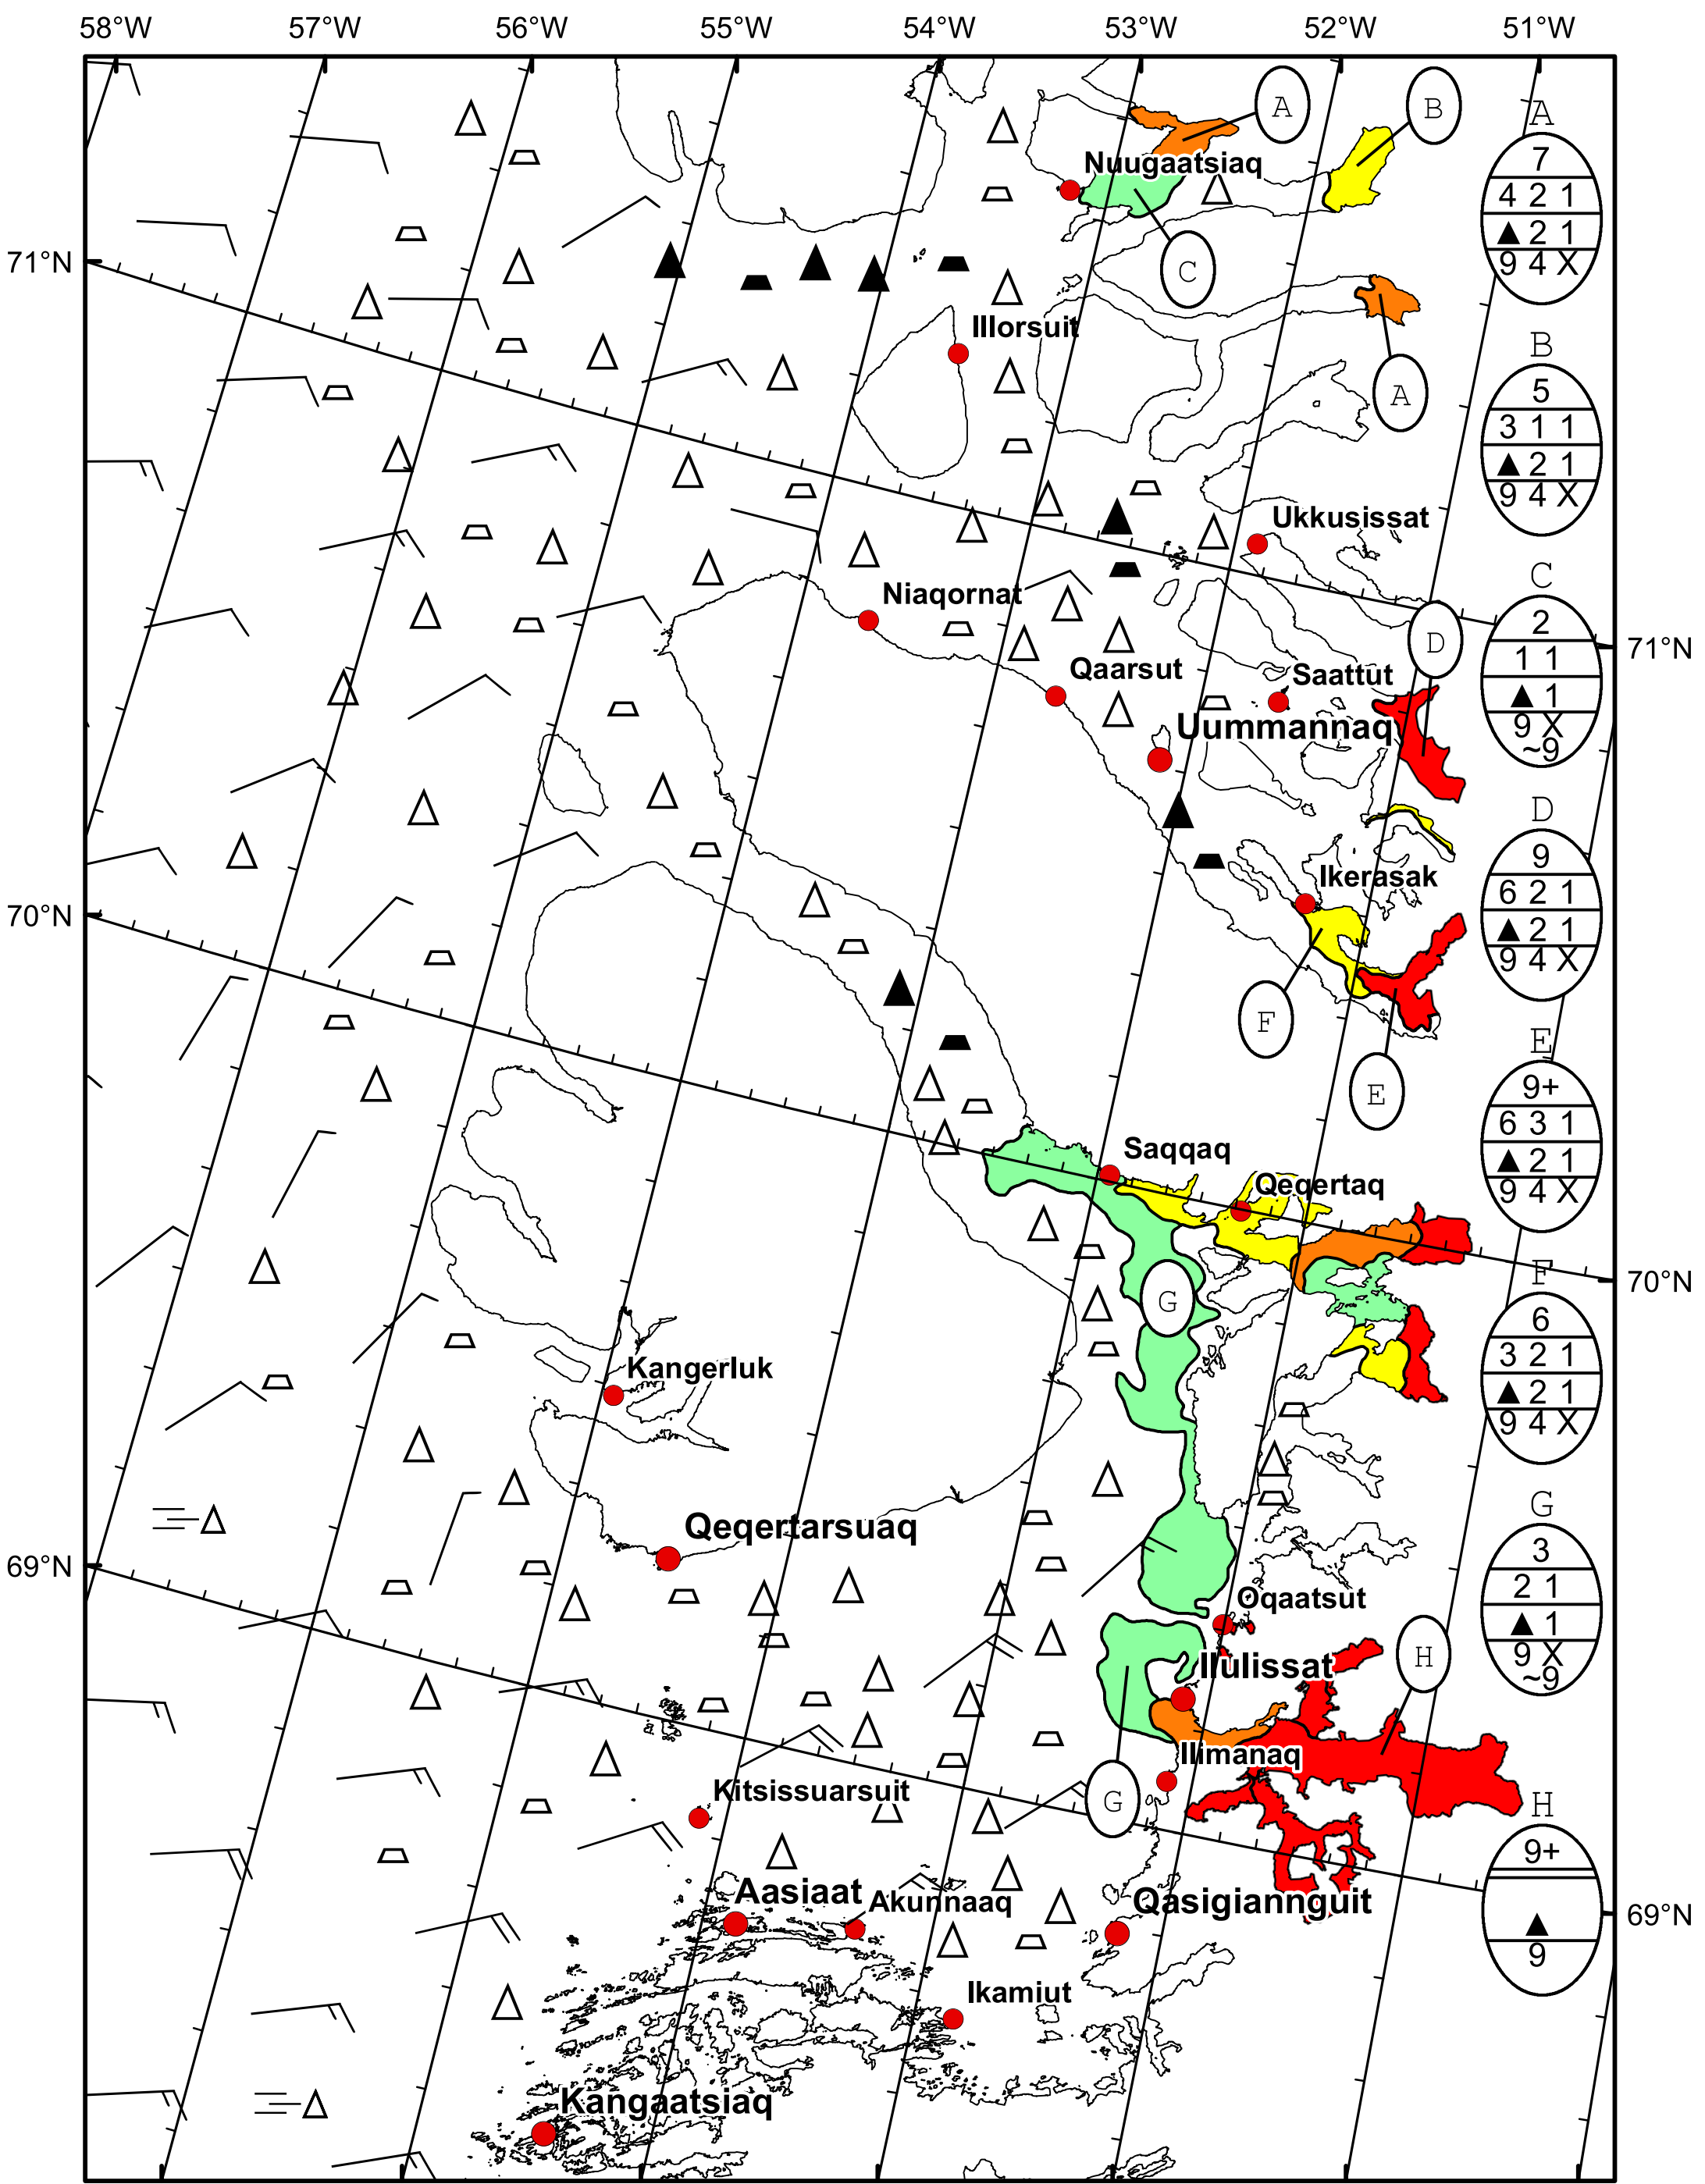 58°W 57°W 56°W 55°W 54°W 53°W 52°W 51°W
A
B
A
7
4 2 1
▲ 2 1
9 4 X
Nuugaatsiaq
C
71°N
Illorsuit
A
B
5
3 1 1
▲ 2 1
9 4 X
Ukkusissat
C
2
1 1
▲ 1
9 X
~9
Niaqornat
D
71°N
Qaarsut
Saattut
Uummannaq
D
9
6 2 1
▲ 2 1
9 4 X
Ikerasak
70°N
F
E
E
9+
6 3 1
▲ 2 1
9 4 X
Saqqaq
Qeqertaq
G
70°N
F
6
3 2 1
▲ 2 1
9 4 X
Kangerluk
G
3
2 1
▲ 1
9 X
~9
Qeqertarsuaq
69°N
Oqaatsut
H
Ilulissat
Ilimanaq
G
Kitsissuarsuit
H
9+
▲
9
Aasiaat
Akunnaaq
Qasigiannguit
69°N
Ikamiut
Kangaatsiaq